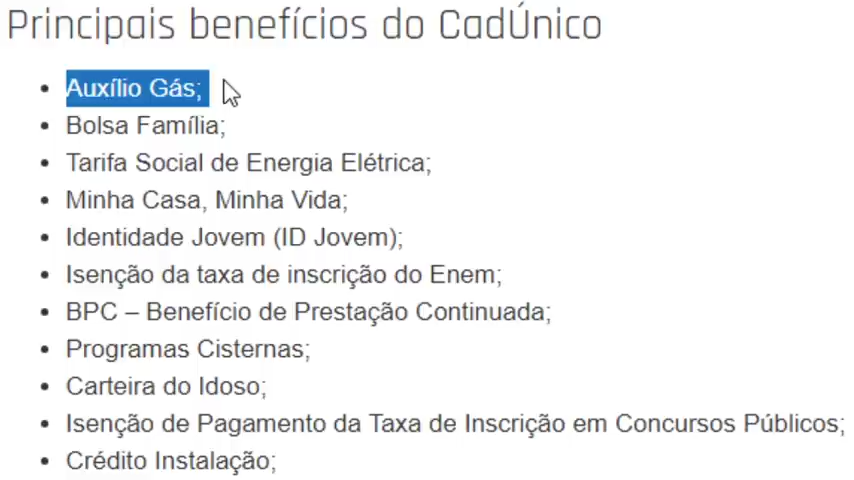 Principais benefícios do CadÚnico
Auxílio Gás;
Bolsa Família;
Tarifa Social de Energia Elétrica;
Minha Casa, Minha Vida;
Identidade Jovem (ID Jovem);
Isenção da taxa de inscrição do Enem;
BPC – Benefício de Prestação Continuada;
Programas Cisternas;
Carteira do Idoso;
Isenção de Pagamento da Taxa de Inscrição em Concursos Públicos;
Crédito Instalação;